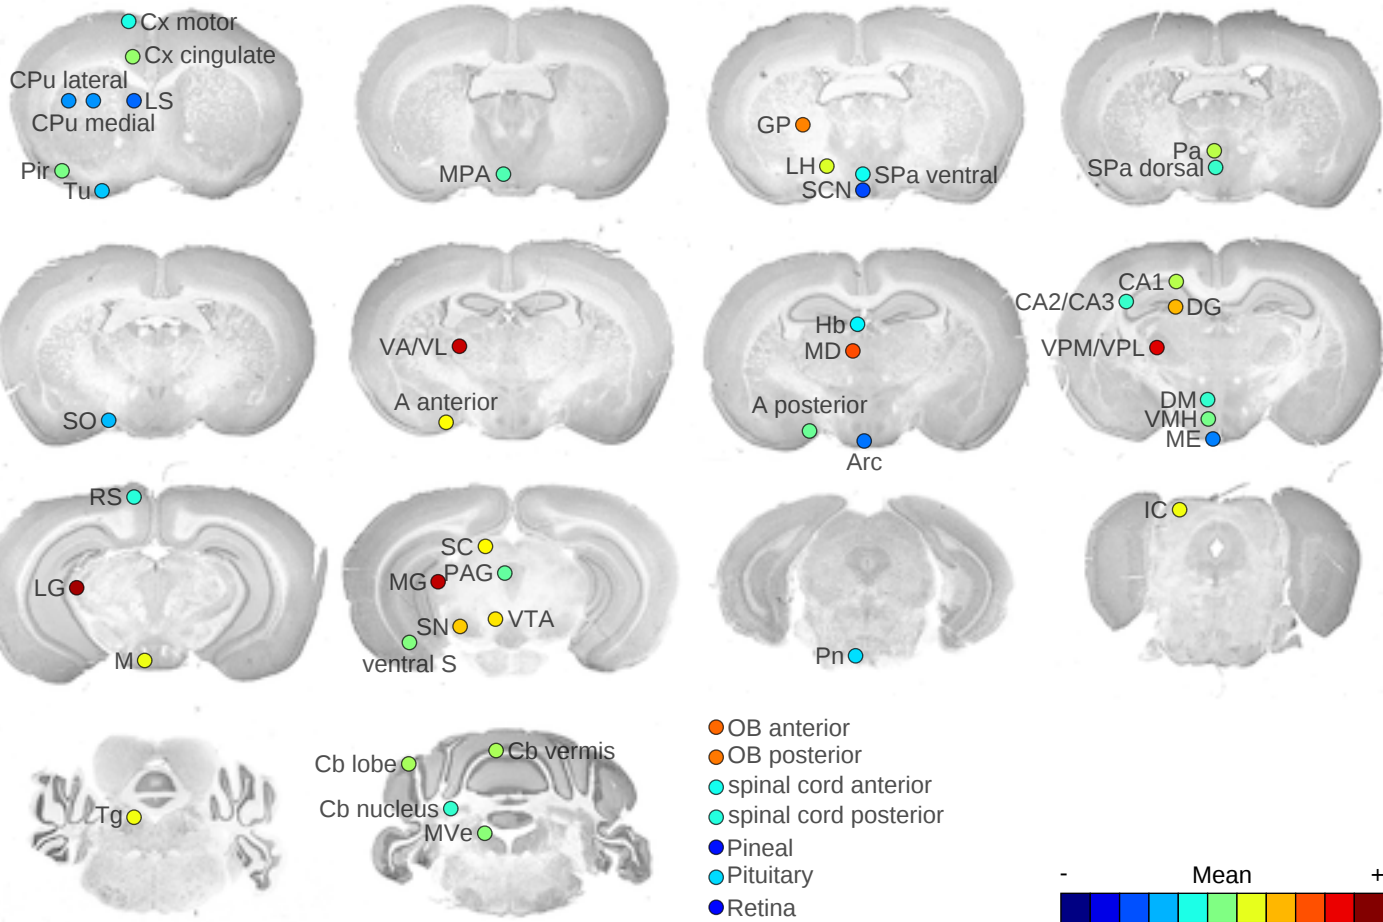 Cx motor
Cx cingulate
CPu lateral
LS
CPu medial
Pir
Tu
MPA
GP
LH
SPa ventral
SCN
Pa
SPa dorsal
SO
VA/VL
A anterior
Hb
MD
A posterior
Arc
CA1
CA2/CA3
DG
VPM/VPL
DM
VMH
ME
RS
LG
M
SC
MG
PAG
SN
VTA
ventral S
Pn
IC
Tg
Cb lobe
Cb vermis
Cb nucleus
MVe
OB anterior
OB posterior
spinal cord anterior
spinal cord posterior
Pineal
Pituitary
Retina
- Mean +